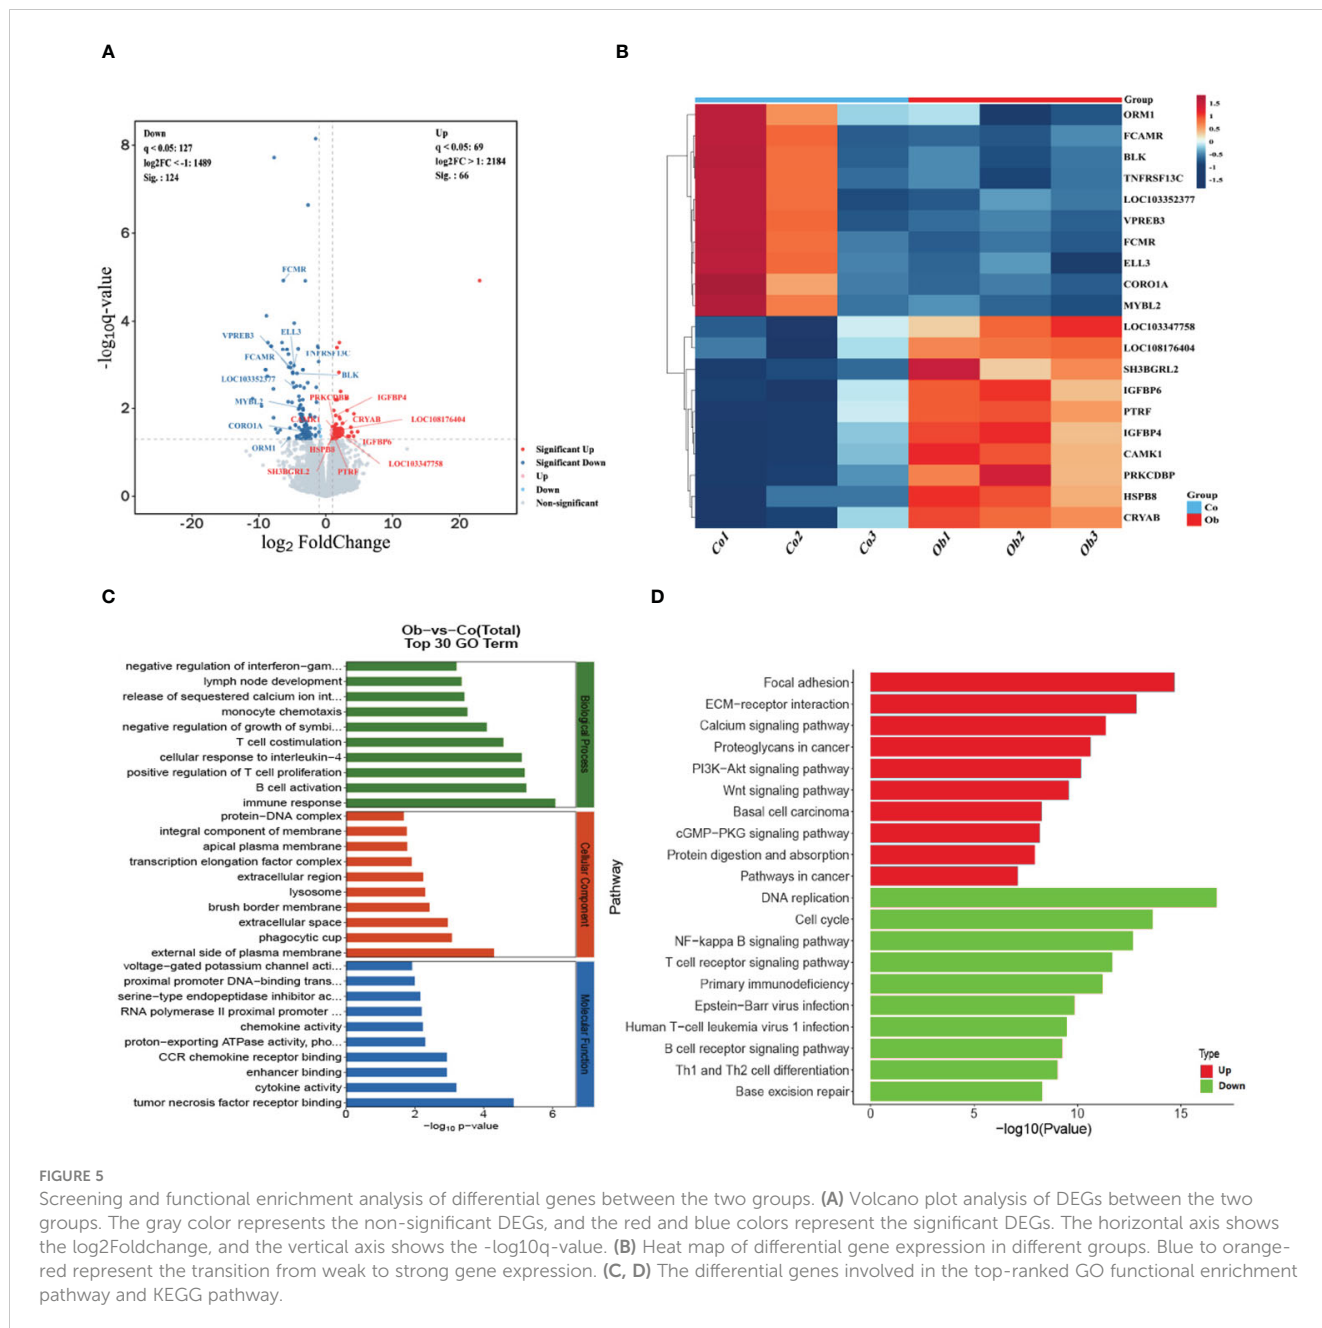 A
B
Down
q < 0.05: 127
log2FC < -1: 1489
Sig. : 124
Up
q < 0.05: 69
log2FC > 1: 2184
Sig. : 66
-log10q-value
8
6
4
2
0
FCMR
ELL3
VPREB3
TNFRSF13C
FCAMR
BLK
LOC103352377
MYBL2
PRKCDBP
IGFBP4
CAMK1
CRYAB
LOC108176404
CORO1A
IGFBP6
ORM1
HSPB8
LOC103347758
SH3BGRL2
PTRF
Significant Up
Significant Down
Up
Down
Non-significant
-20
-10
0
10
20
log2 FoldChange
Group
ORM1
FCAMR
BLK
TNFRSF13C
LOC103352377
VPREB3
FCMR
ELL3
CORO1A
MYBL2
LOC103347758
LOC108176404
SH3BGRL2
IGFBP6
PTRF
IGFBP4
CAMK1
PRKCDBP
HSPB8
CRYAB
1.5
1
0.5
0
-0.5
-1
-1.5
Group
Co
Ob
Co1
Co2
Co3
Ob1
Ob2
Ob3
C
D
Ob-vs-Co(Total)
Top 30 GO Term
negative regulation of interferon-gam...
lymph node development
release of sequestered calcium ion int...
monocyte chemotaxis
negative regulation of growth of symbi...
T cell costimulation
cellular response to interleukin-4
positive regulation of T cell proliferation
B cell activation
immune response
protein-DNA complex
integral component of membrane
apical plasma membrane
transcription elongation factor complex
extracellular region
lysosome
brush border membrane
extracellular space
phagocytic cup
external side of plasma membrane
voltage-gated potassium channel acti...
proximal promoter DNA-binding trans...
serine-type endopeptidase inhibitor ac...
RNA polymerase II proximal promoter ...
chemokine activity
proton-exporting ATPase activity, pho...
CCR chemokine receptor binding
enhancer binding
cytokine activity
tumor necrosis factor receptor binding
Biological Process
Cellular Component
Molecular Function
0
2
4
6
-log10 p-value
Pathway
Focal adhesion
ECM-receptor interaction
Calcium signaling pathway
Proteoglycans in cancer
PI3K-Akt signaling pathway
Wnt signaling pathway
Basal cell carcinoma
cGMP-PKG signaling pathway
Protein digestion and absorption
Pathways in cancer
DNA replication
Cell cycle
NF-kappa B signaling pathway
T cell receptor signaling pathway
Primary immunodeficiency
Epstein-Barr virus infection
Human T-cell leukemia virus 1 infection
B cell receptor signaling pathway
Th1 and Th2 cell differentiation
Base excision repair
0
5
10
15
-log10(Pvalue)
Type
Up
Down
FIGURE 5
Screening and functional enrichment analysis of differential genes between the two groups. (A) Volcano plot analysis of DEGs between the two
groups. The gray color represents the non-significant DEGs, and the red and blue colors represent the significant DEGs. The horizontal axis shows
the log2Foldchange, and the vertical axis shows the -log10q-value. (B) Heat map of differential gene expression in different groups. Blue to orange-
red represent the transition from weak to strong gene expression. (C, D) The differential genes involved in the top-ranked GO functional enrichment
pathway and KEGG pathway.